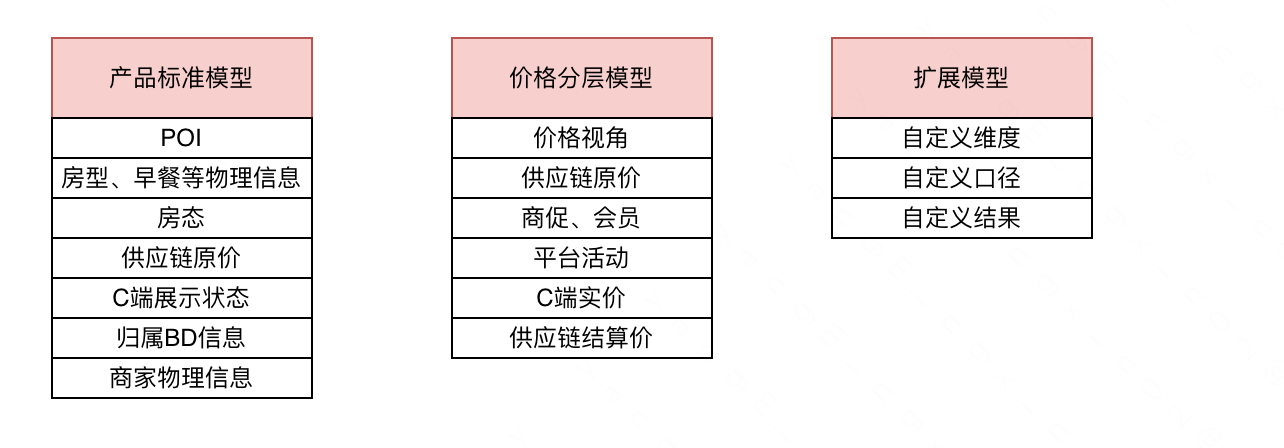 产品标准模型
POI
房型、早餐等物理信息
房态
供应链原价
C端展示状态
归属BD信息
商家物理信息
价格分层模型
价格视角
供应链原价
商促、会员
平台活动
C端实价
供应链结算价
扩展模型
自定义维度
自定义口径
自定义结果